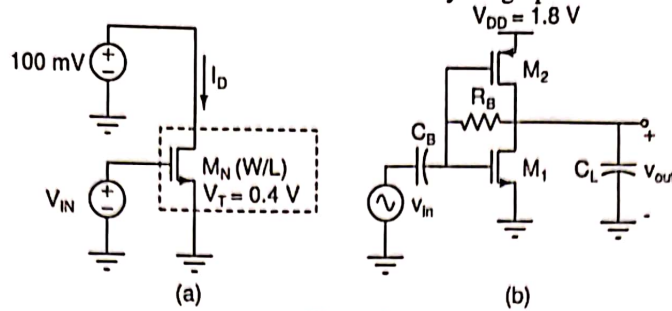 V_DD = 1.8 V
100 mV
I_D
M_N (W/L)
V_T = 0.4 V
V_IN
(a)
M_2
R_B
C_B
M_1
C_L
v_out
v_in
+
-
(b)